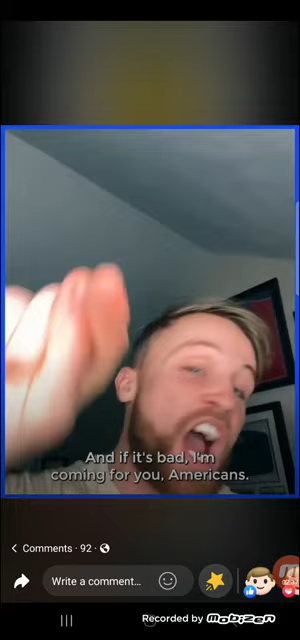 And if it's bad, I'm
coming for you, Americans.
Comments · 92 ·
Write a comment...
Recorded by mobizen